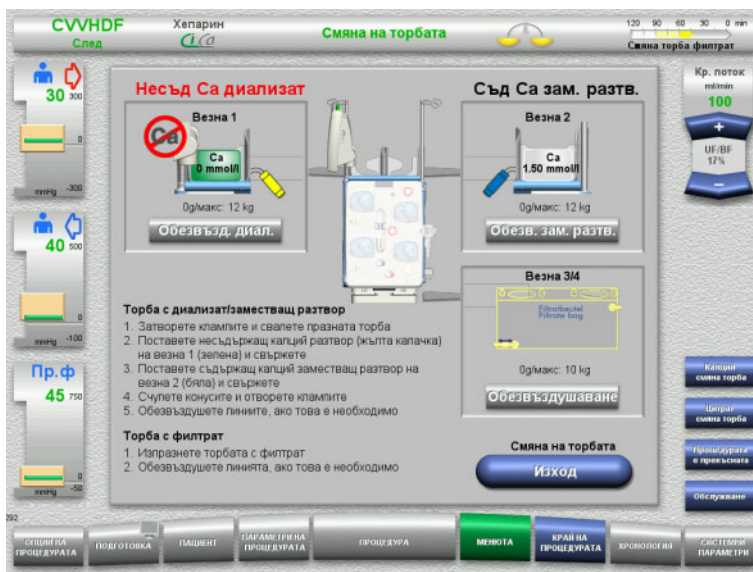 CVVHDF
След
Хепарин
Ci Ca
Смяна на торбата
120 90 60 30 0 min
Смяна торба филтрат
30 300
0
mmHg -300
40 500
0
mmHg -100
Пр.ф
45 750
0
mmHg -50
Несъд Ca диализат
Везна 1
Ca
Ca
0 mmol/l
0g/макс: 12 kg
Обезвъзд. диал.
Съд Ca зам. разтв.
Везна 2
Ca
1.50 mmol/l
0g/макс: 12 kg
Обезв. зам. разтв.
Везна 3/4
Filtratbeutel
Filtrate bag
0g/макс: 10 kg
Обезвъздушаване
Торба с диализат/заместващ разтвор
1. Затворете клампите и свалете празната торба
2. Поставете несъдържащ калций разтвор (жълта капачка)
на везна 1 (зелена) и свържете
3. Поставете съдържащ калций заместващ разтвор на
везна 2 (бяла) и свържете
4. Счупете конусите и отворете клампите
5. Обезвъздушете линиите, ако това е необходимо
Торба с филтрат
1. Изпразнете торбата с филтрат
2. Обезвъздушете линията, ако това е необходимо
Смяна на торбата
Изход
Кр. поток
ml/min
100
+
UF/BF
17%
−
Калций
смяна торба
Цитрат
смяна торба
Процедурата
е прекъсната
Обслужване
292
ОПЦИИ НА
ПРОЦЕДУРАТА
ПОДГОТОВКА
ПАЦИЕНТ
ПАРАМЕТРИ НА
ПРОЦЕДУРАТА
ПРОЦЕДУРА
МЕНЮТА
КРАЙ НА
ПРОЦЕДУРАТА
ХРОНОЛОГИЯ
СИСТЕМНИ
ПАРАМЕТРИ